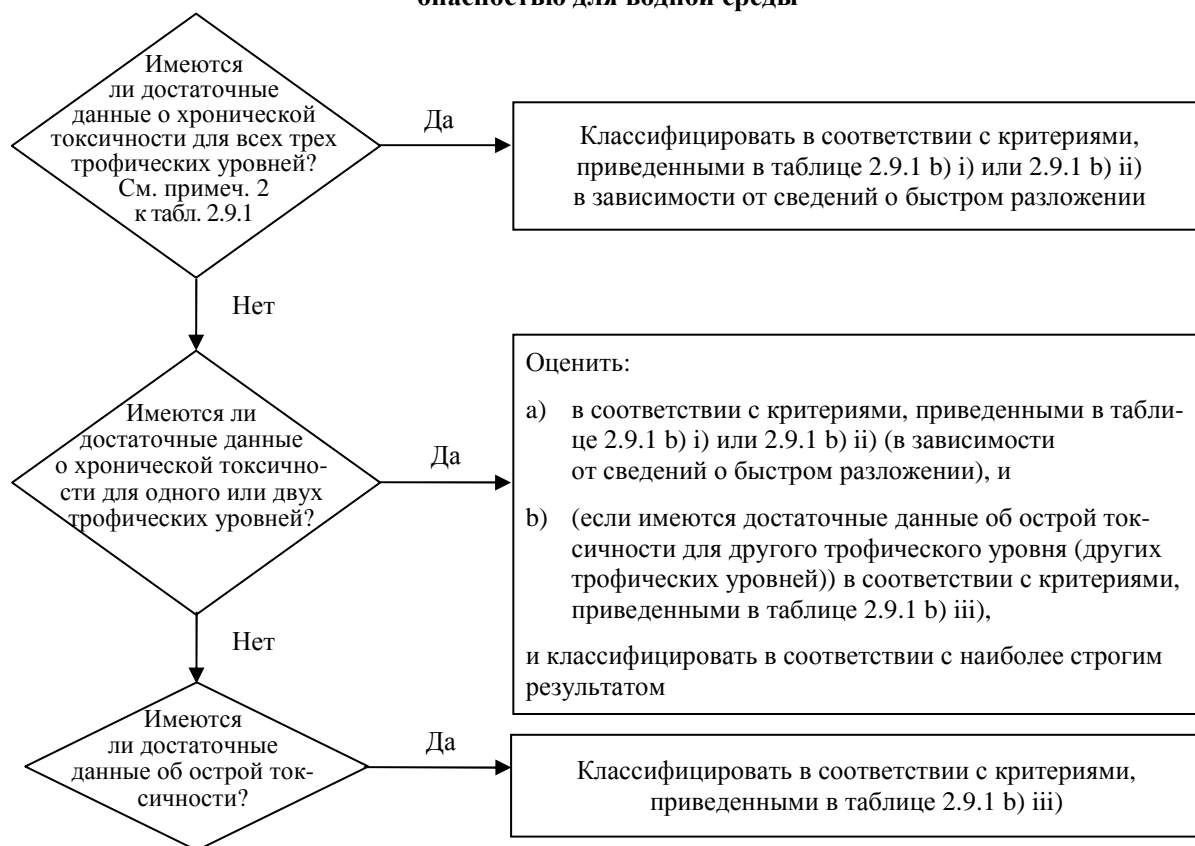 опасностью для водной среды
Имеются
ли достаточные
данные о хронической
токсичности для всех трех
трофических уровней?
См. примеч. 2
к табл. 2.9.1
Да
Классифицировать в соответствии с критериями,
приведенными в таблице 2.9.1 b) i) или 2.9.1 b) ii)
в зависимости от сведений о быстром разложении
Нет
Имеются ли
достаточные данные
о хронической токсично-
сти для одного или двух
трофических уровней?
Да
Оценить:
a) в соответствии с критериями, приведенными в табли-
це 2.9.1 b) i) или 2.9.1 b) ii) (в зависимости
от сведений о быстром разложении), и
b) (если имеются достаточные данные об острой ток-
сичности для другого трофического уровня (других
трофических уровней)) в соответствии с критериями,
приведенными в таблице 2.9.1 b) iii),
и классифицировать в соответствии с наиболее строгим
результатом
Нет
Имеются
ли достаточные
данные об острой ток-
сичности?
Да
Классифицировать в соответствии с критериями,
приведенными в таблице 2.9.1 b) iii)